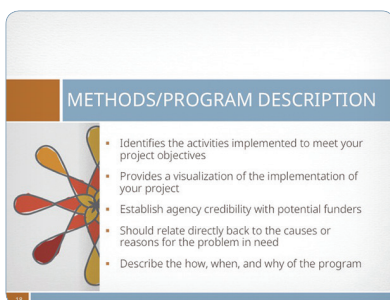 METHODS/PROGRAM DESCRIPTION
▪ Identifies the activities implemented to meet your
project objectives
▪ Provides a visualization of the implementation of
your project
▪ Establish agency credibility with potential funders
▪ Should relate directly back to the causes or
reasons for the problem in need
▪ Describe the how, when, and why of the program